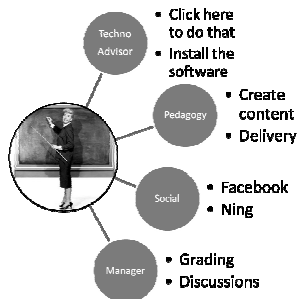 Techno
Advisor
• Click here
to do that
• Install the
software
Pedagogy
• Create
content
• Delivery
Social
• Facebook
• Ning
Manager
• Grading
• Discussions